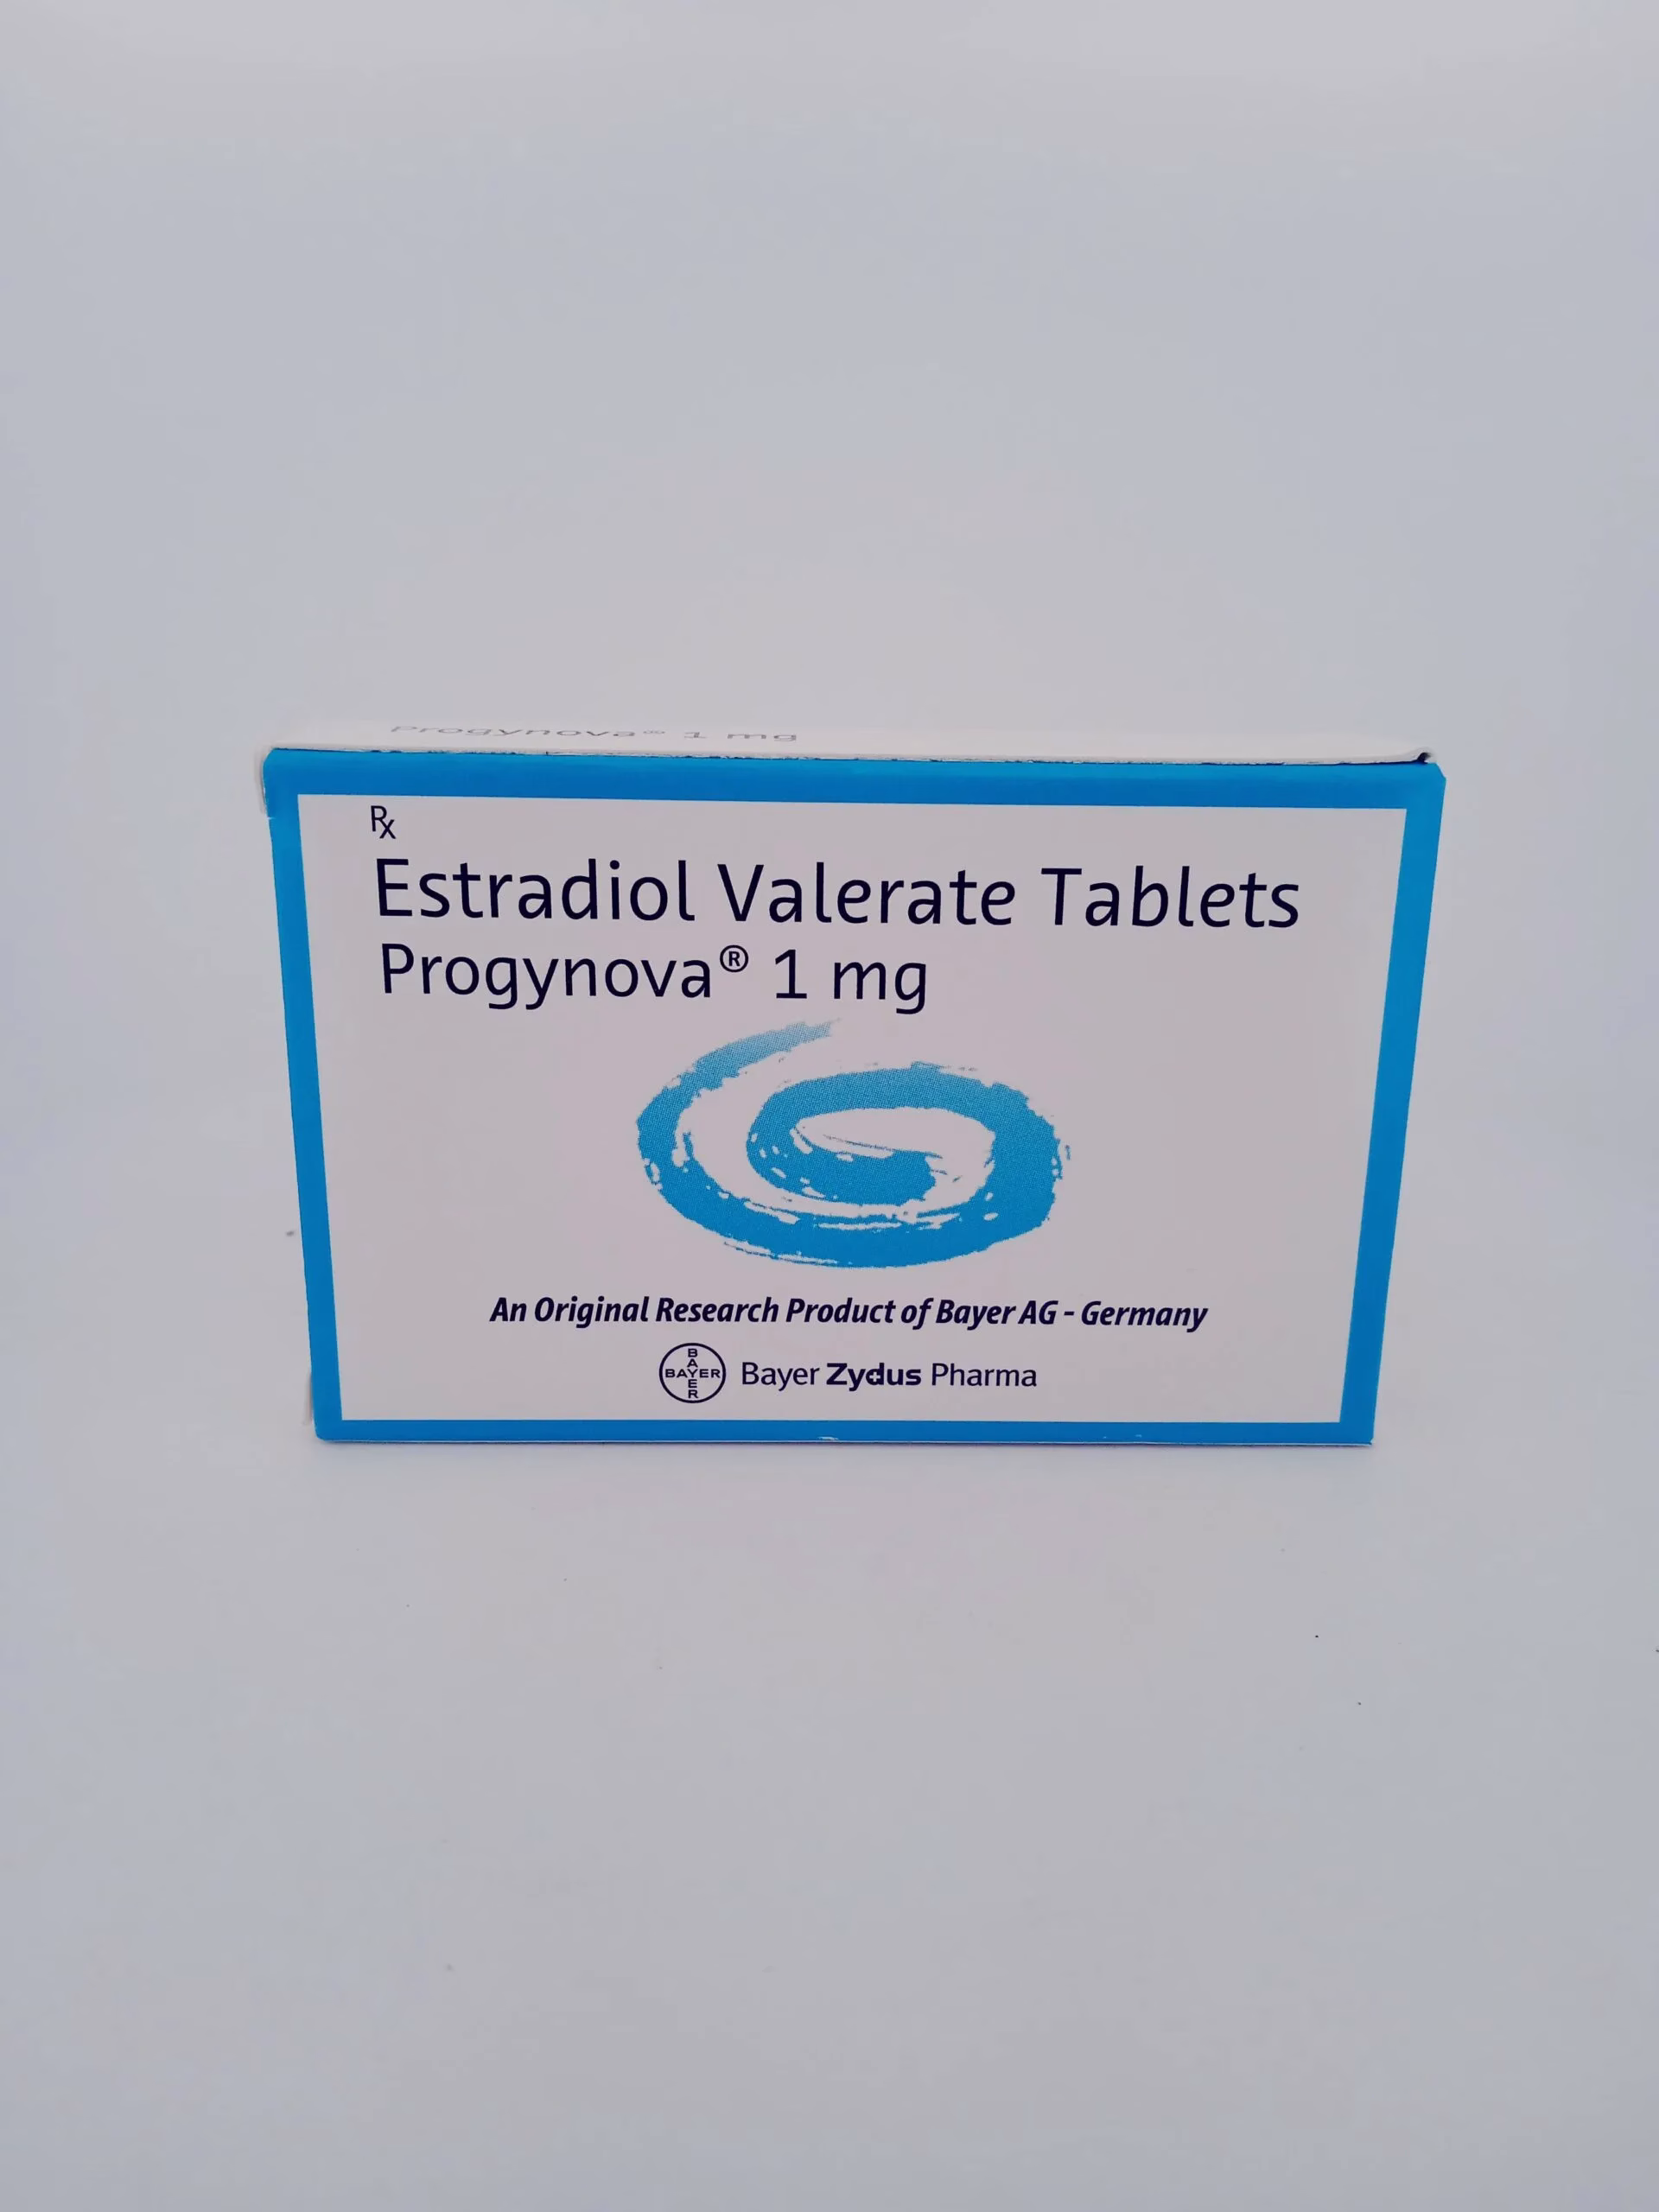 Progynova® 1 mg
Rx
Estradiol Valerate Tablets
Progynova® 1 mg
An Original Research Product of Bayer AG - Germany
BAYER
BAYER
Bayer Zydus Pharma